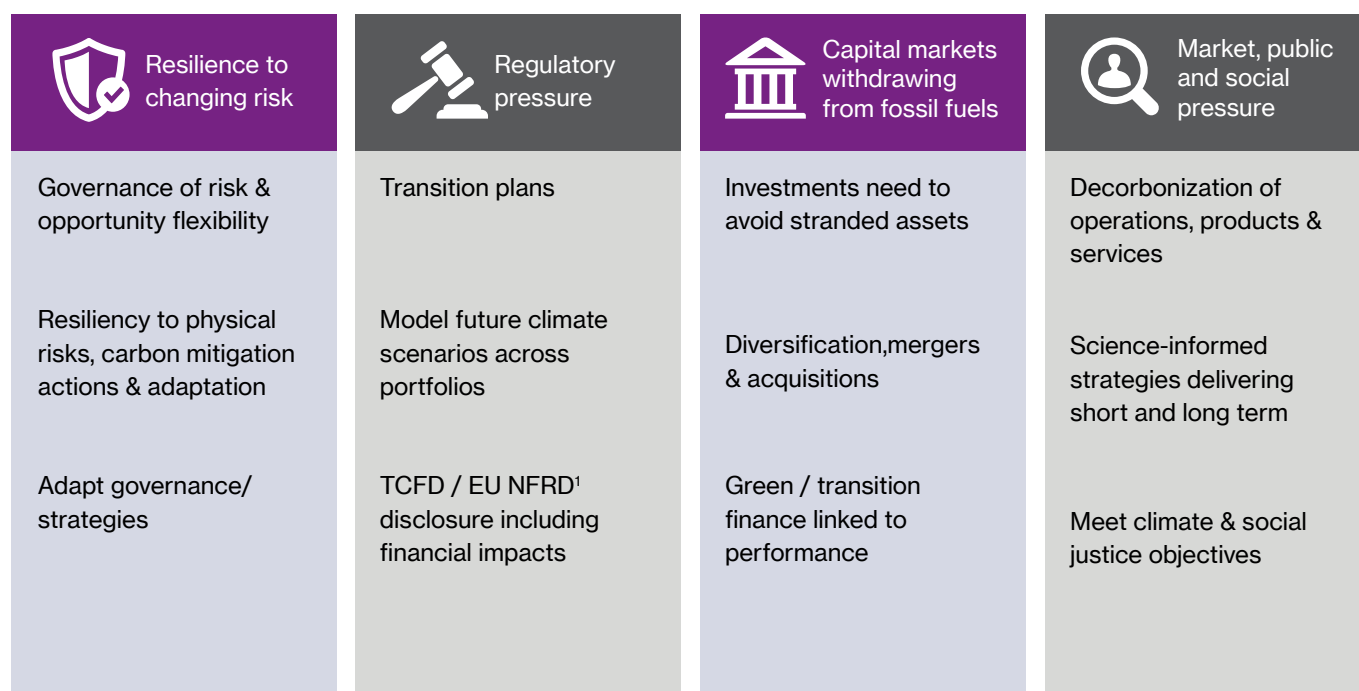 Resilience to
changing risk
Governance of risk &
opportunity flexibility
Resiliency to physical
risks, carbon mitigation
actions & adaptation
Adapt governance/
strategies
Regulatory
pressure
Transition plans
Model future climate
scenarios across
portfolios
TCFD / EU NFRD¹
disclosure including
financial impacts
Capital markets
withdrawing
from fossil fuels
Investments need to
avoid stranded assets
Diversification,mergers
& acquisitions
Green / transition
finance linked to
performance
Market, public
and social
pressure
Decorbonization of
operations, products &
services
Science-informed
strategies delivering
short and long term
Meet climate & social
justice objectives